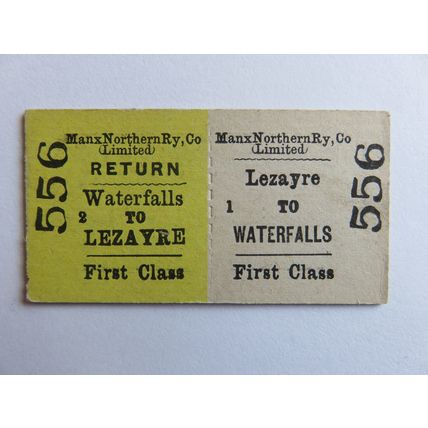 556
ManxNorthernRy,Co
(Limited)
RETURN
Waterfalls
2 TO
LEZAYRE
First Class
ManxNorthernRy,Co
(Limited)
Lezayre
1 TO
WATERFALLS
First Class
556